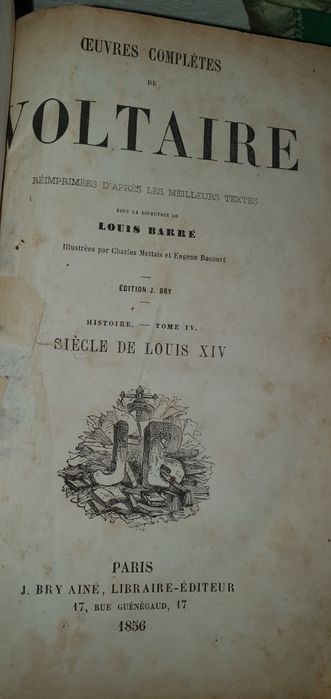 ŒUVRES COMPLÈTES
DE
VOLTAIRE
RÉIMPRIMÉES D'APRÈS LES MEILLEURS TEXTES
SOUS LA DIRECTION DE
LOUIS BARRÉ
Illustrées par Charles Mettais et Eugène Bocourt
ÉDITION J. BRY
HISTOIRE. — TOME IV.
SIÈCLE DE LOUIS XIV
JB
PARIS
J. BRY AINÉ, LIBRAIRE-ÉDITEUR
17, RUE GUÉNÉGAUD, 17
1856